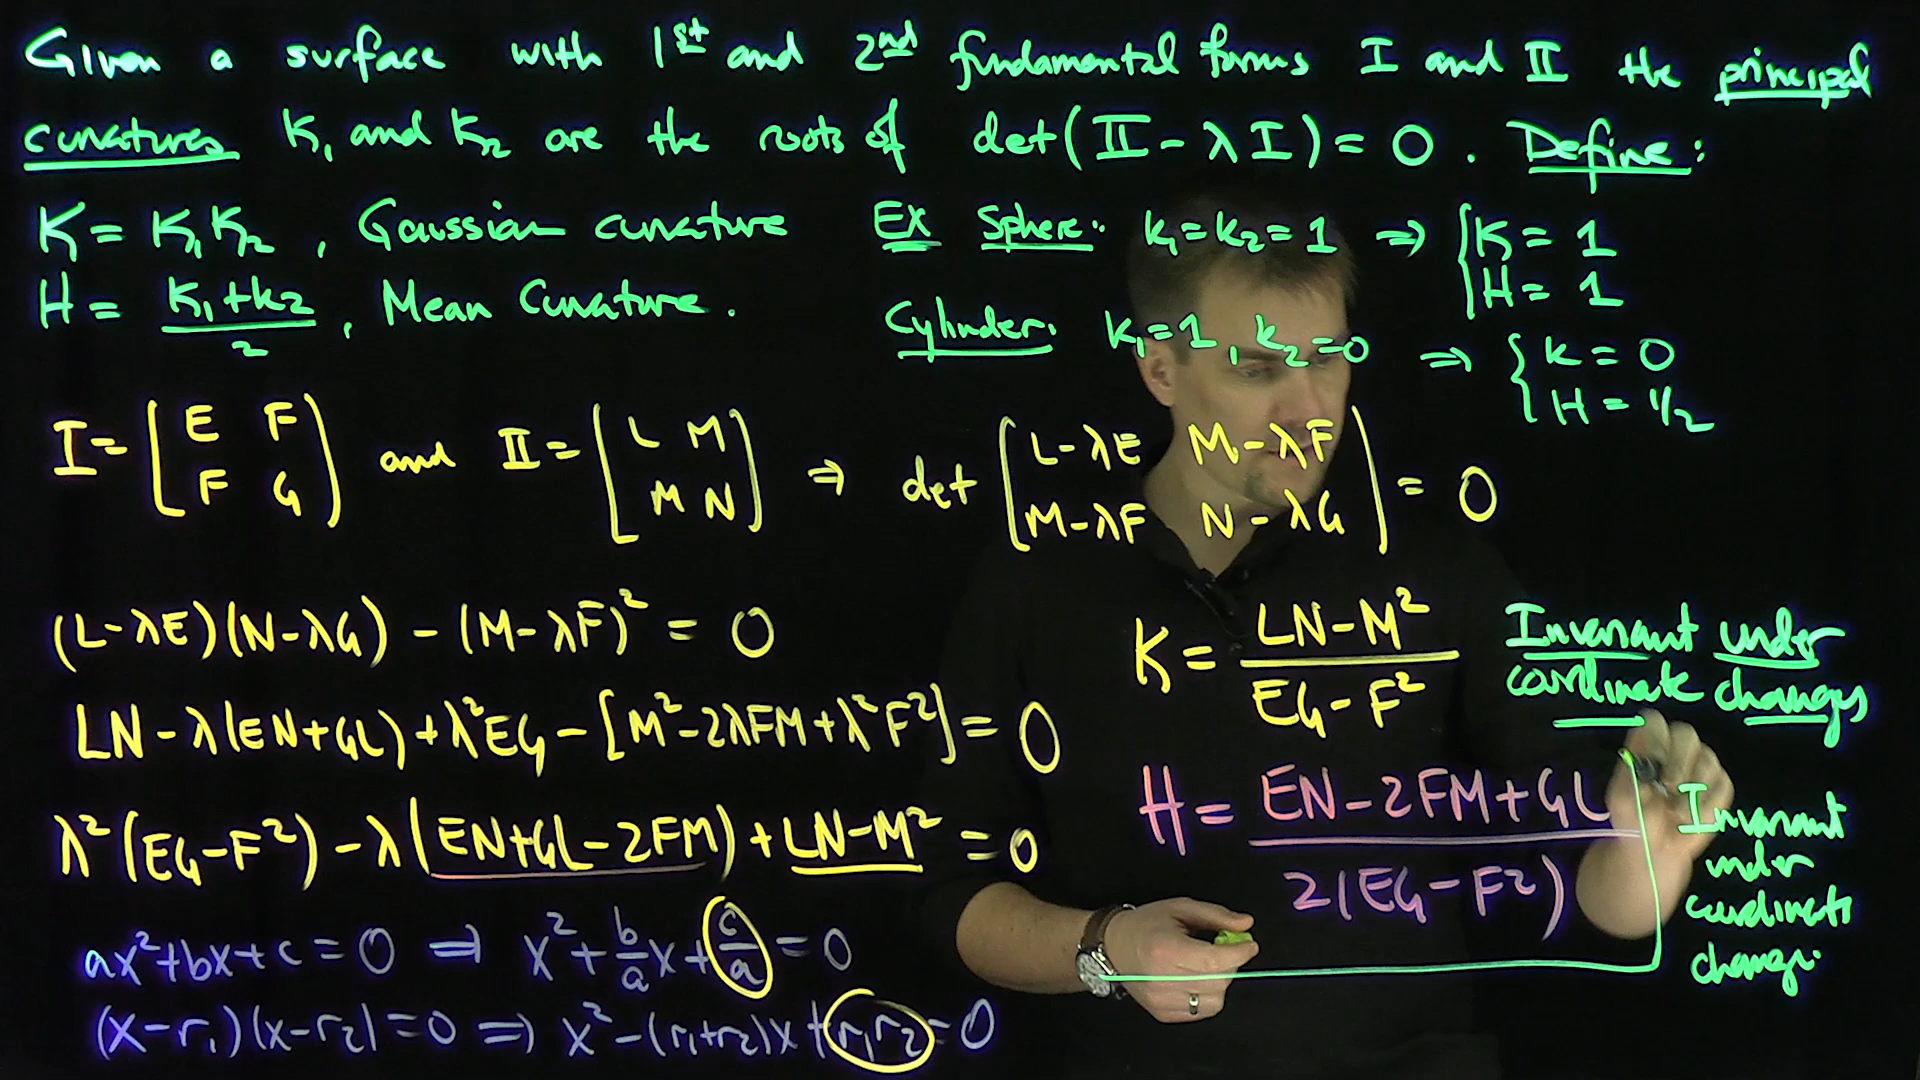 Given a surface with 1st and 2nd fundamental forms I and II the principal
curvatures K₁ and K₂ are the roots of det(II - λI) = 0. Define:
K = K₁K₂, Gaussian curvature
H = (K₁+k₂)/2, Mean Curvature.
EX Sphere: k₁=k₂=1 ⇒ { K = 1
H = 1
Cylinder: k₁=1, k₂=0 ⇒ { k = 0
H = 1/2
I = [E F
F G] and II = [L M
M N] ⇒ det [L-λE M-λF
M-λF N-λG] = 0
(L-λE)(N-λG) - (M-λF)² = 0
LN - λ(EN+GL) + λ²EG - [M²-2λFM+λ²F²] = 0
λ²(EG-F²) - λ(EN+GL-2FM) + LN-M² = 0
ax²+bx+c = 0 ⇒ x² + b/a x + c/a = 0
(x-r₁)(x-r₂) = 0 ⇒ x² - (r₁+r₂)x + r₁r₂ = 0
K = (LN-M²)/(EG-F²)
Invariant under
coordinate changes
H = (EN-2FM+GL)/(2(EG-F²))
Invariant
under
coordinate
change.